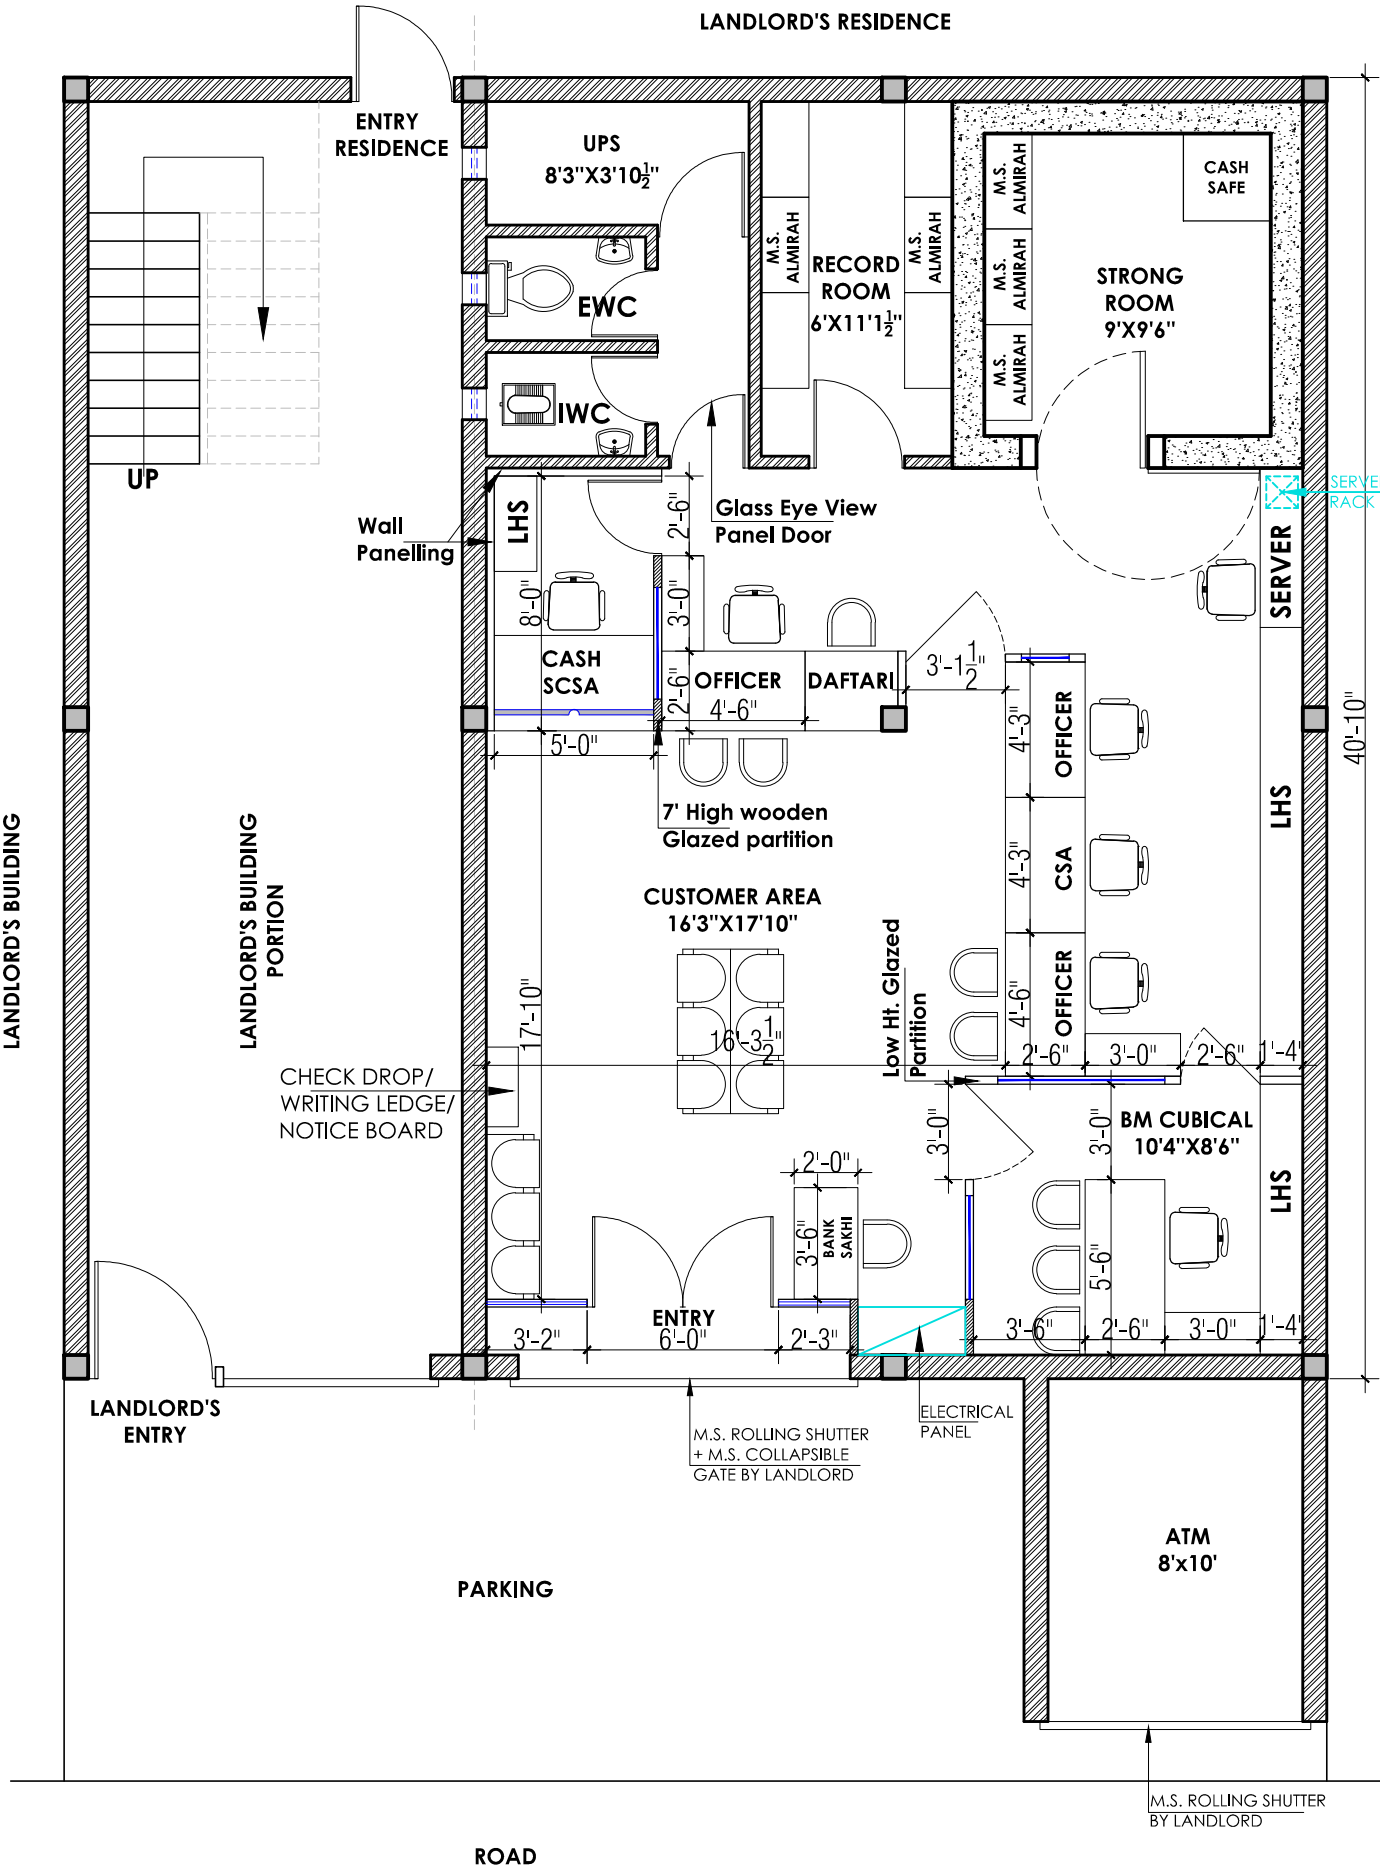 LANDLORD'S RESIDENCE
ENTRY
RESIDENCE
UPS
8'3"X3'10½"
EWC
IWC
UP
M.S.
ALMIRAH
RECORD
ROOM
6'X11'1½"
M.S.
ALMIRAH
M.S.
ALMIRAH
M.S.
ALMIRAH
M.S.
ALMIRAH
CASH
SAFE
STRONG
ROOM
9'X9'6"
SERVE
RACK
SERVER
Wall
Panelling
LHS
Glass Eye View
Panel Door
2'-6"
8'-0"
3'-0"
CASH
SCSA
2'-6"
OFFICER
4'-6"
DAFTARI
3'-1½"
5'-0"
7' High wooden
Glazed partition
4'-3"
OFFICER
4'-3"
CSA
4'-6"
OFFICER
LHS
40'-10"
LANDLORD'S BUILDING
LANDLORD'S BUILDING
PORTION
CUSTOMER AREA
16'3"X17'10"
17'-10"
16'-3½"
Low Ht. Glazed
Partition
2'-6"
3'-0"
2'-6"
1'-4'
CHECK DROP/
WRITING LEDGE/
NOTICE BOARD
3'-0"
3'-0"
BM CUBICAL
10'4"X8'6"
LHS
2'-0"
3'-6"
BANK
SAKHI
5'-6"
ENTRY
3'-2"
6'-0"
2'-3"
3'-6"
2'-6"
3'-0"
1'-4'
LANDLORD'S
ENTRY
M.S. ROLLING SHUTTER
+ M.S. COLLAPSIBLE
GATE BY LANDLORD
ELECTRICAL
PANEL
ATM
8'x10'
PARKING
M.S. ROLLING SHUTTER
BY LANDLORD
ROAD